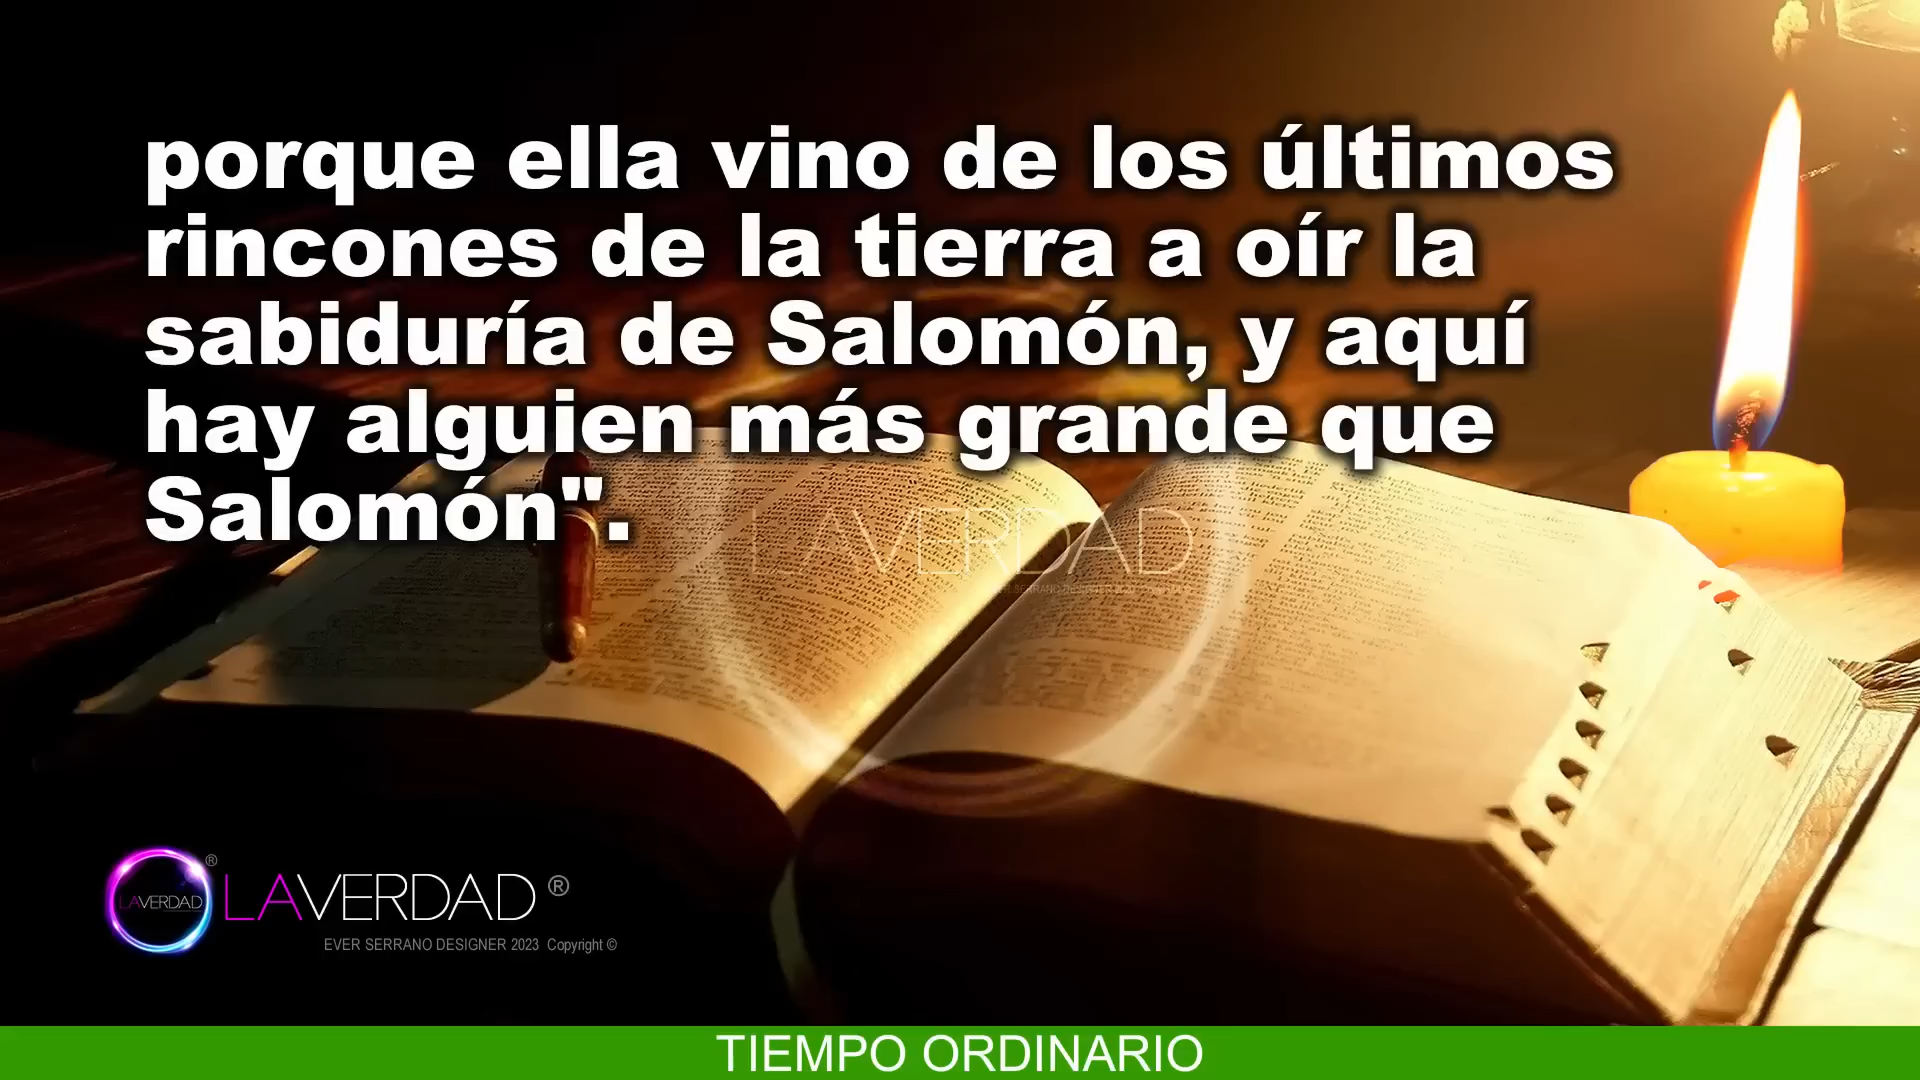 porque ella vino de los últimos
rincones de la tierra a oír la
sabiduría de Salomón, y aquí
hay alguien más grande que
Salomón".
LAVERDAD
LAVERDAD ®
LAVERDAD ®
EVER SERRANO DESIGNER 2023 Copyright ©
TIEMPO ORDINARIO